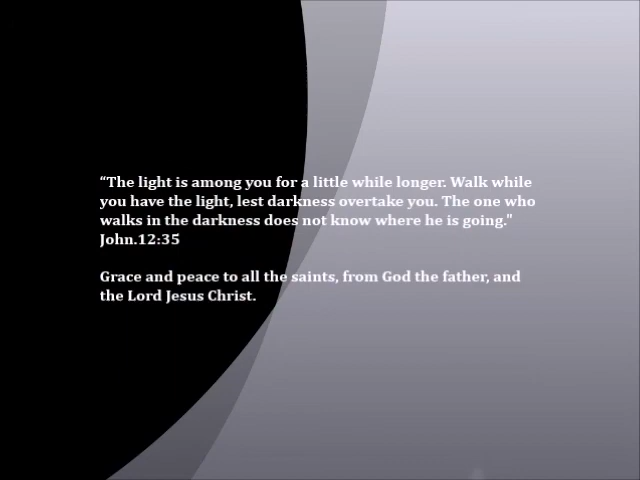 “The light is among you for a little while longer. Walk while
you have the light, lest darkness overtake you. The one who
walks in the darkness does not know where he is going.”
John.12:35
Grace and peace to all the saints, from God the father, and
the Lord Jesus Christ.